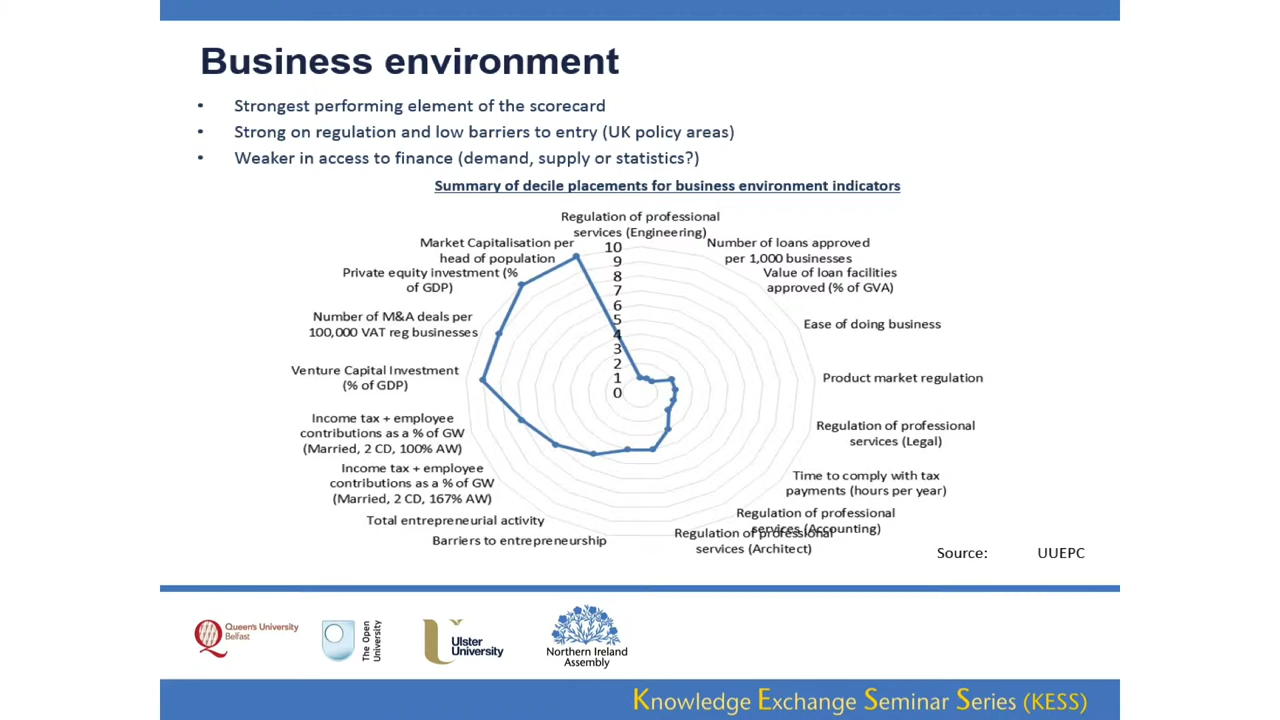 Business environment
• Strongest performing element of the scorecard
• Strong on regulation and low barriers to entry (UK policy areas)
• Weaker in access to finance (demand, supply or statistics?)
Summary of decile placements for business environment indicators
Regulation of professional
services (Engineering)
Number of loans approved
per 1,000 businesses
Value of loan facilities
approved (% of GVA)
Ease of doing business
Product market regulation
Regulation of professional
services (Legal)
Time to comply with tax
payments (hours per year)
Regulation of professional
services (Accounting)
Regulation of professional
services (Architect)
Barriers to entrepreneurship
Total entrepreneurial activity
Income tax + employee
contributions as a % of GW
(Married, 2 CD, 167% AW)
Income tax + employee
contributions as a % of GW
(Married, 2 CD, 100% AW)
Venture Capital Investment
(% of GDP)
Number of M&A deals per
100,000 VAT reg businesses
Private equity investment (%
of GDP)
Market Capitalisation per
head of population
10
9
8
7
6
5
4
3
2
1
0
Source: UUEPC
Queen's University
Belfast
The Open
University
Ulster
University
Northern Ireland
Assembly
Knowledge Exchange Seminar Series (KESS)